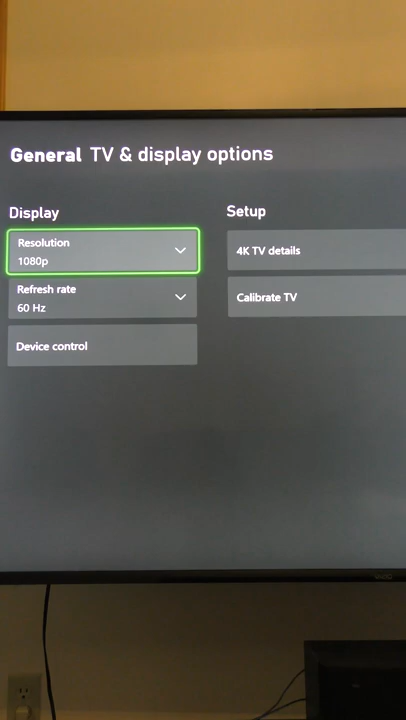 General TV & display options
Display
Resolution
1080p
Refresh rate
60 Hz
Device control
Setup
4K TV details
Calibrate TV
VIZIO